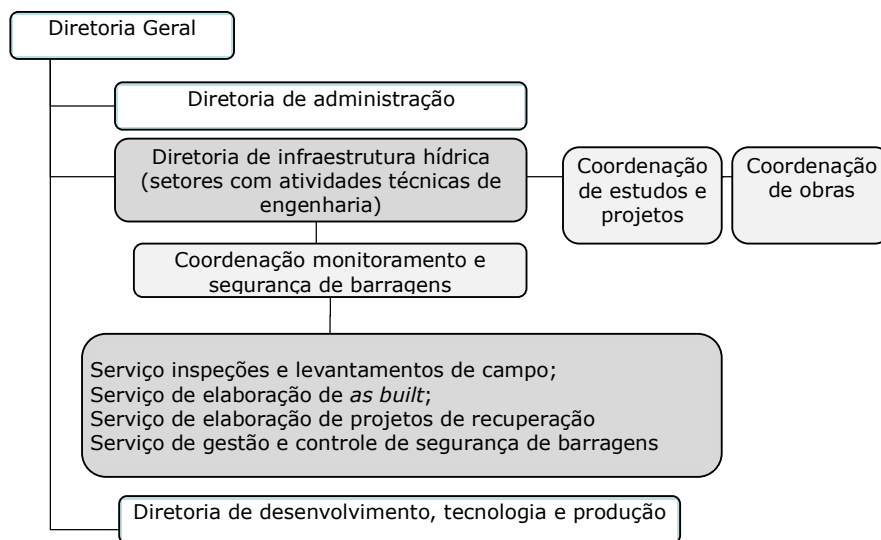 Diretoria Geral
Diretoria de administração
Diretoria de infraestrutura hídrica
(setores com atividades técnicas de
engenharia)
Coordenação
de estudos e
projetos
Coordenação
de obras
Coordenação monitoramento e
segurança de barragens
Serviço inspeções e levantamentos de campo;
Serviço de elaboração de as built;
Serviço de elaboração de projetos de recuperação
Serviço de gestão e controle de segurança de barragens
Diretoria de desenvolvimento, tecnologia e produção